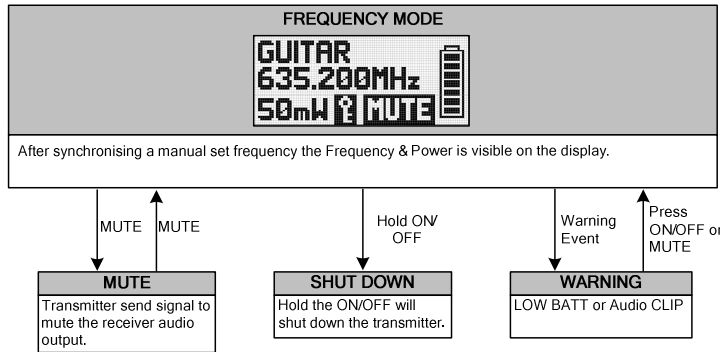 FREQUENCY MODE
GUITAR
635.200MHz
50mW MUTE
After synchronising a manual set frequency the Frequency & Power is visible on the display.
MUTE
MUTE
Hold ON/
OFF
Warning
Event
Press
ON/OFF or
MUTE
MUTE
Transmitter send signal to
mute the receiver audio
output.
SHUT DOWN
Hold the ON/OFF will
shut down the transmitter.
WARNING
LOW BATT or Audio CLIP